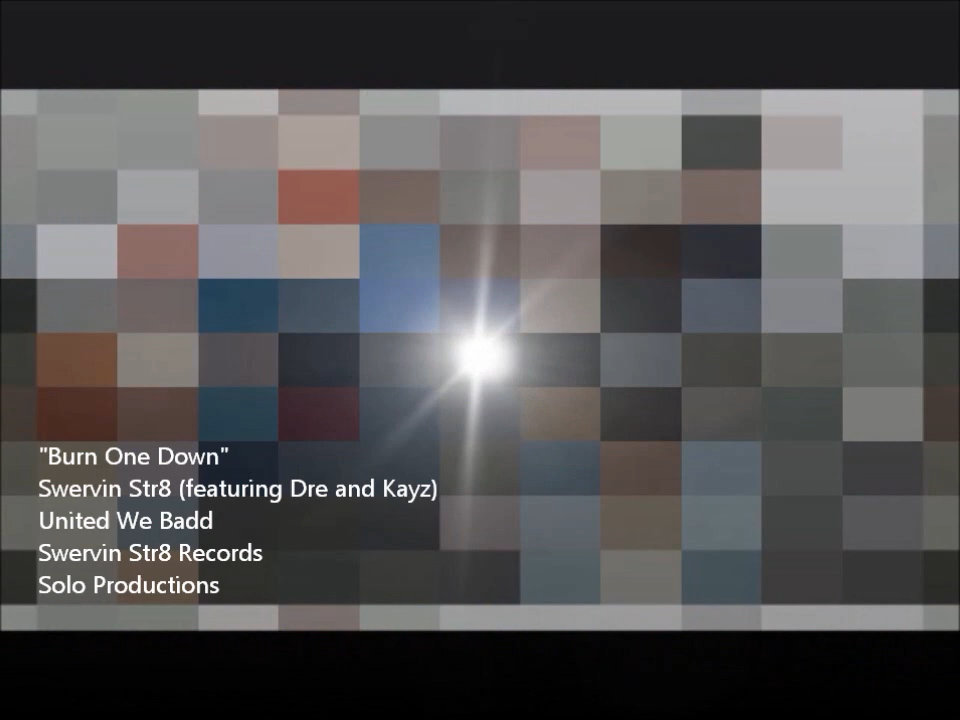 "Burn One Down"
Swervin Str8 (featuring Dre and Kayz)
United We Badd
Swervin Str8 Records
Solo Productions